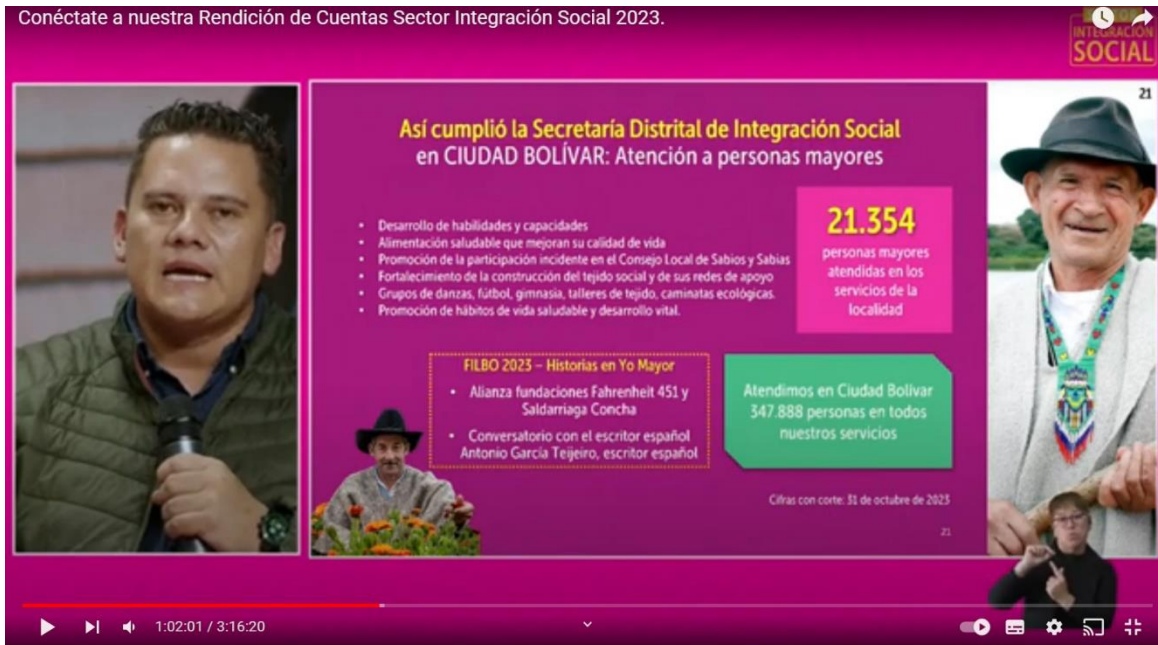 Conéctate a nuestra Rendición de Cuentas Sector Integración Social 2023.
INTEGRACIÓN
SOCIAL
21
Así cumplió la Secretaría Distrital de Integración Social
en CIUDAD BOLÍVAR: Atención a personas mayores
• Desarrollo de habilidades y capacidades
• Alimentación saludable que mejoran su calidad de vida
• Promoción de la participación incidente en el Consejo Local de Sabios y Sabias
• Fortalecimiento de la construcción del tejido social y de sus redes de apoyo
• Grupos de danzas, fútbol, gimnasia, talleres de tejido, caminatas ecológicas.
• Promoción de hábitos de vida saludable y desarrollo vital.
21.354
personas mayores
atendidas en los
servicios de la
localidad
FILBO 2023 – Historias en Yo Mayor
• Alianza fundaciones Fahrenheit 451 y
Saldarriaga Concha
• Conversatorio con el escritor español
Antonio García Teijeiro, escritor español
Atendimos en Ciudad Bolívar
347.888 personas en todos
nuestros servicios
Cifras con corte: 31 de octubre de 2023
21
1:02:01 / 3:16:20